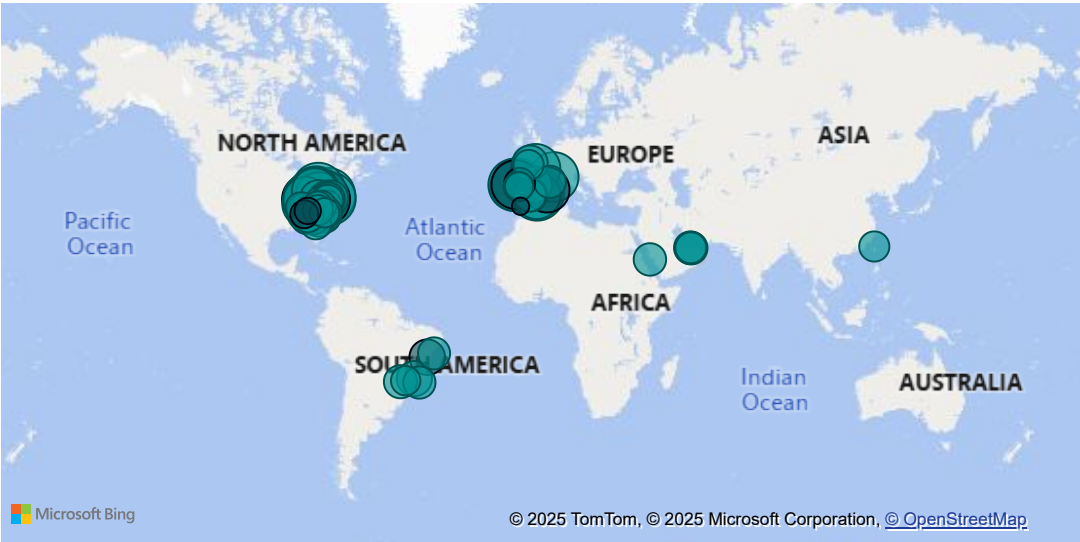 NORTH AMERICA
ASIA
EUROPE
Pacific
Ocean
Atlantic
Ocean
AFRICA
SOUTH AMERICA
Indian
Ocean
AUSTRALIA
Microsoft Bing
© 2025 TomTom, © 2025 Microsoft Corporation, © OpenStreetMap